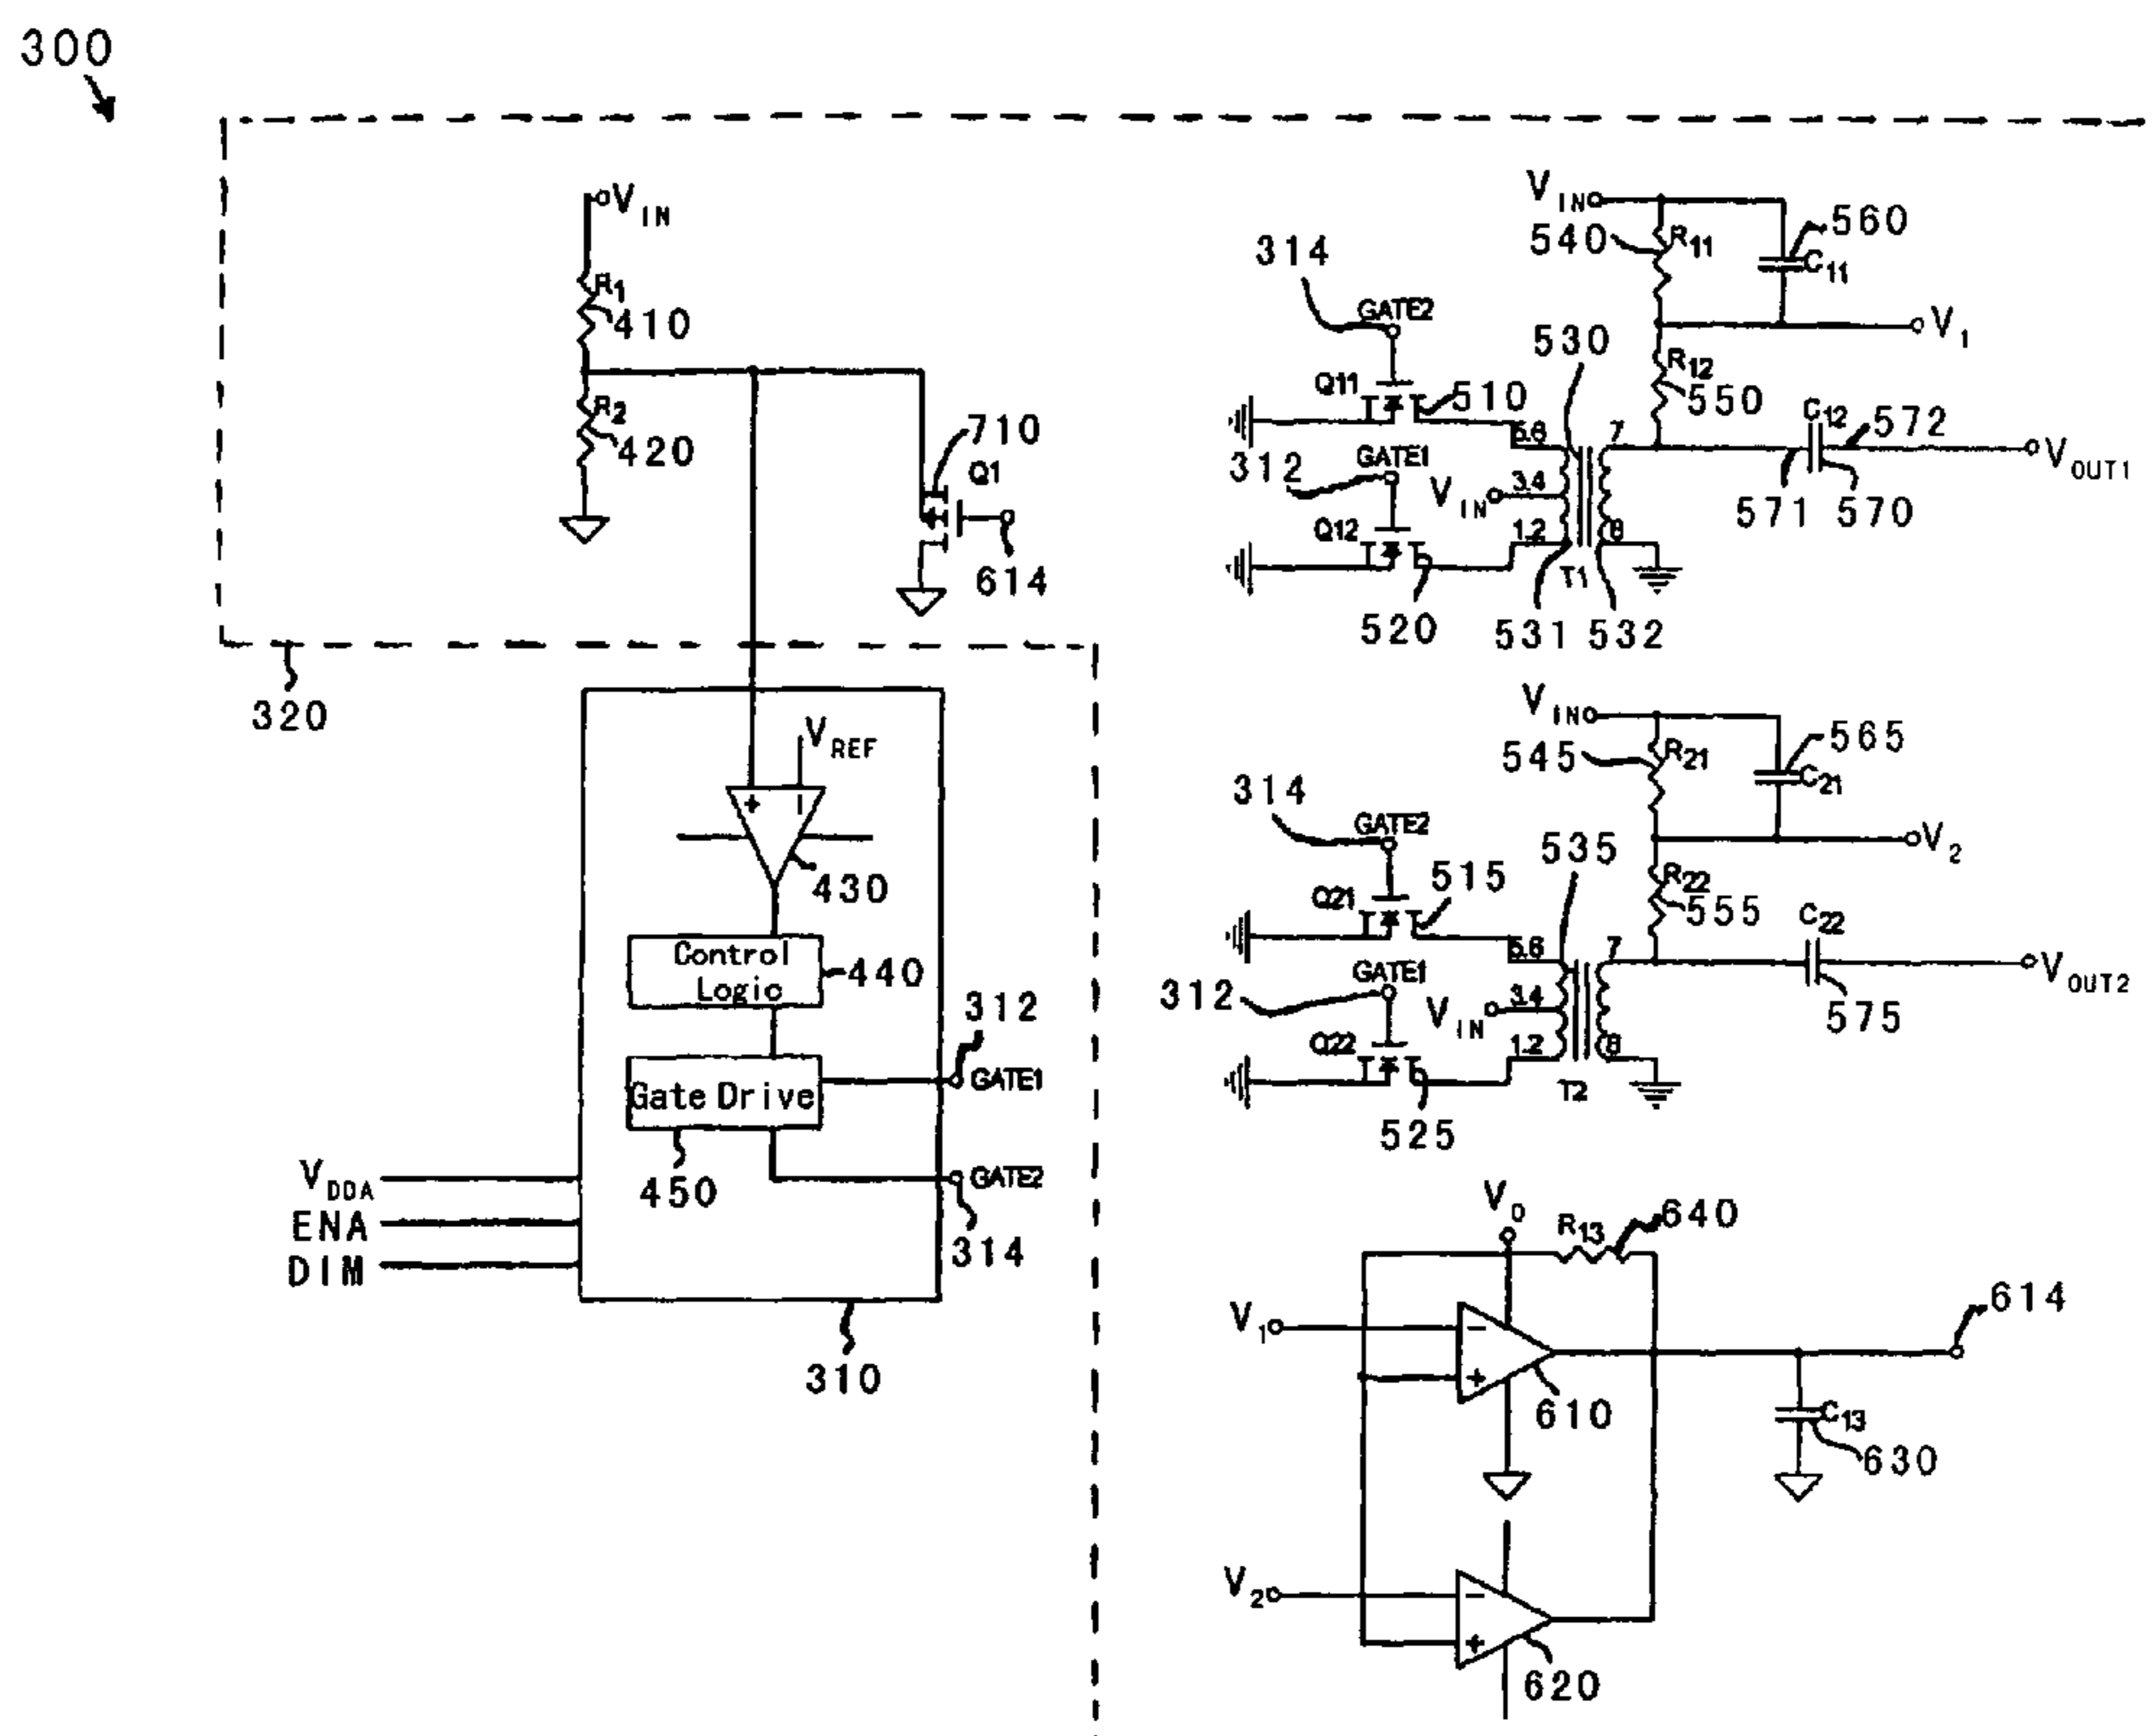 300
VIN
R1
410
R2
420
710
Q1
614
320
VREF
+ -
430
Control
Logic
440
312
GATE1
Gate Drive
450
GATE2
314
VDDA
ENA
DIM
310
VIN
540
R11
560
C11
314
GATE2
530
V1
R12
550
Q11
510
C12
572
5.6
7
VOUT1
312
GATE1
VIN
3.4
571
570
Q12
1.2
8
T1
520
531
532
VIN
545
R21
565
C21
314
GATE2
535
V2
515
R22
555
Q21
C22
5.6
7
VOUT2
312
GATE1
VIN
3.4
575
Q22
1.2
8
T2
525
VD
R13
640
614
V1
-
+
610
C13
630
V2
-
+
620